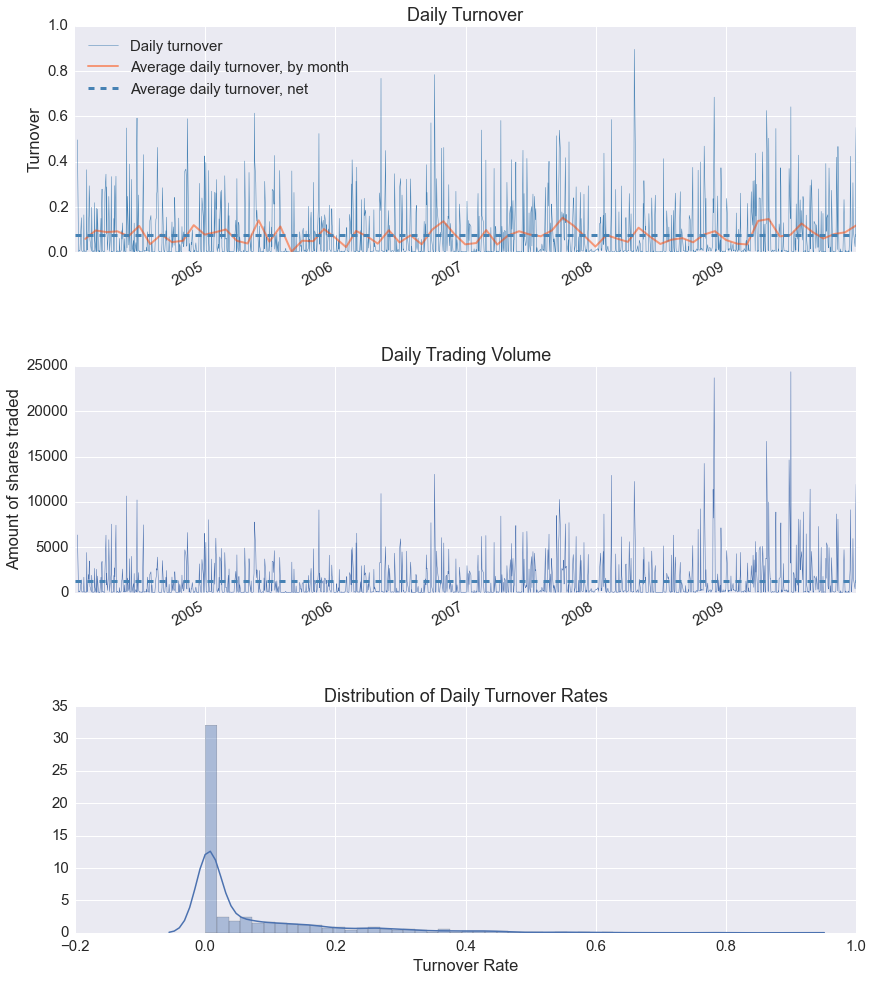 Daily Turnover
1.0
Daily turnover
Average daily turnover, by month
Average daily turnover, net
0.8
0.6
0.4
0.2
0.0
Turnover
2005 2006 2007 2008 2009
Daily Trading Volume
25000
20000
15000
10000
5000
0
Amount of shares traded
2005 2006 2007 2008 2009
Distribution of Daily Turnover Rates
35
30
25
20
15
10
5
0
−0.2 0.0 0.2 0.4 0.6 0.8 1.0
Turnover Rate